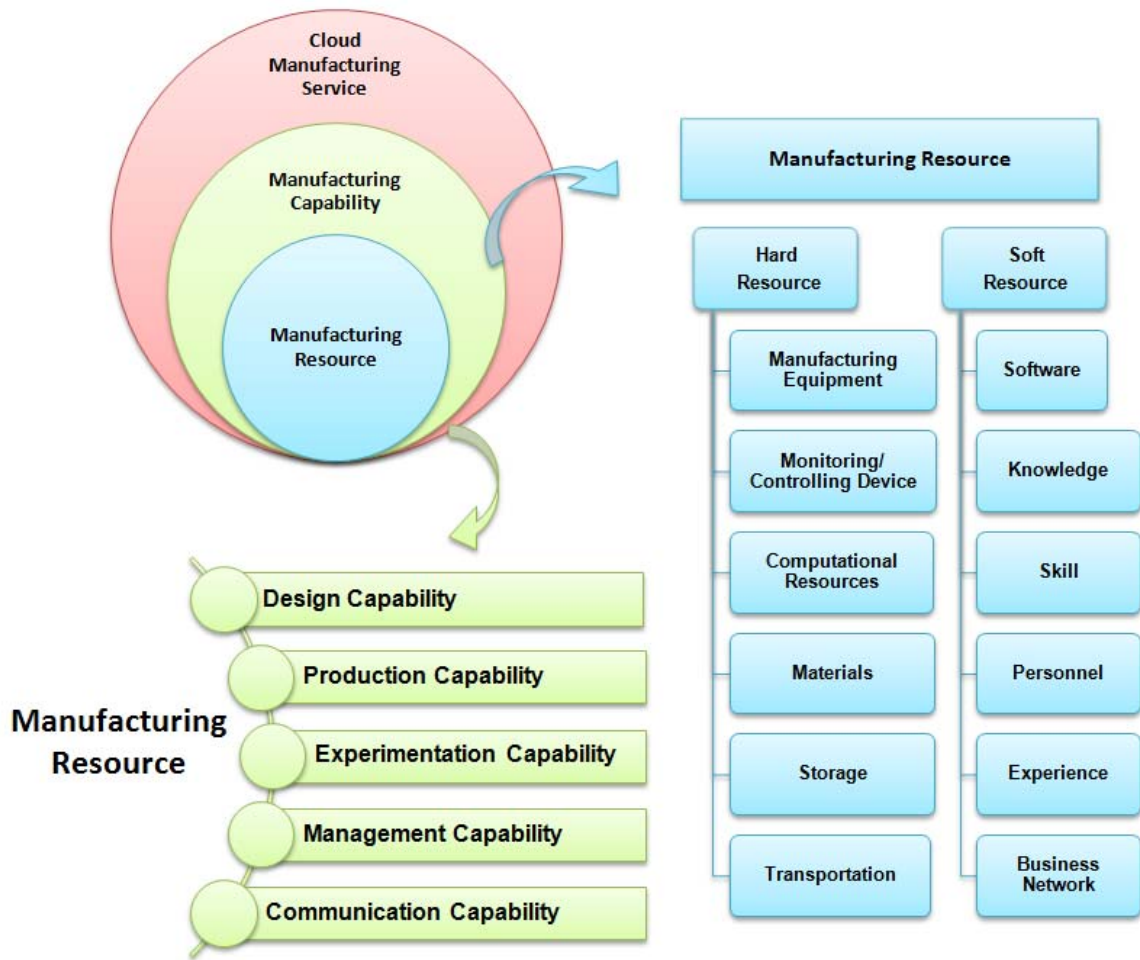 Cloud
Manufacturing
Service
Manufacturing
Capability
Manufacturing
Resource
Manufacturing Resource
Hard
Resource
Manufacturing
Equipment
Monitoring/
Controlling Device
Computational
Resources
Materials
Storage
Transportation
Soft
Resource
Software
Knowledge
Skill
Personnel
Experience
Business
Network
Manufacturing
Resource
Design Capability
Production Capability
Experimentation Capability
Management Capability
Communication Capability